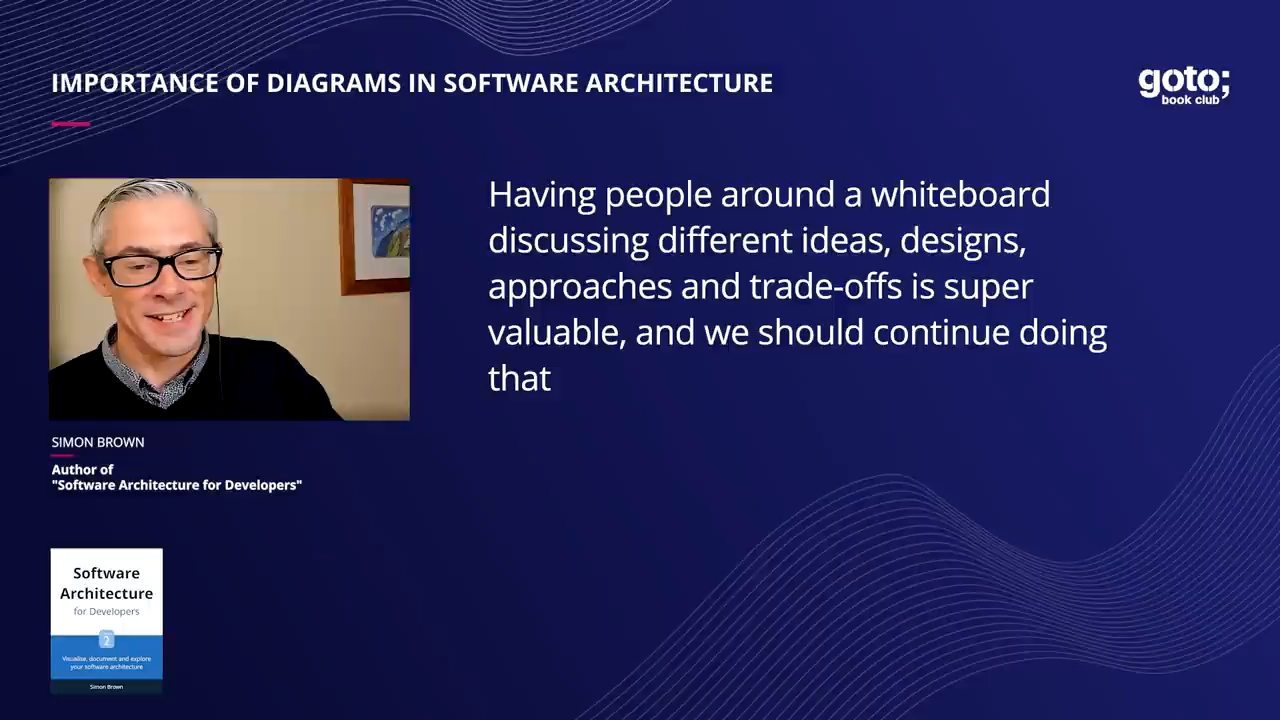 IMPORTANCE OF DIAGRAMS IN SOFTWARE ARCHITECTURE
goto;
book club
Having people around a whiteboard
discussing different ideas, designs,
approaches and trade-offs is super
valuable, and we should continue doing
that
SIMON BROWN
Author of
"Software Architecture for Developers"
Software
Architecture
for Developers
2
Visualise, document and explore
your software architecture
Simon Brown